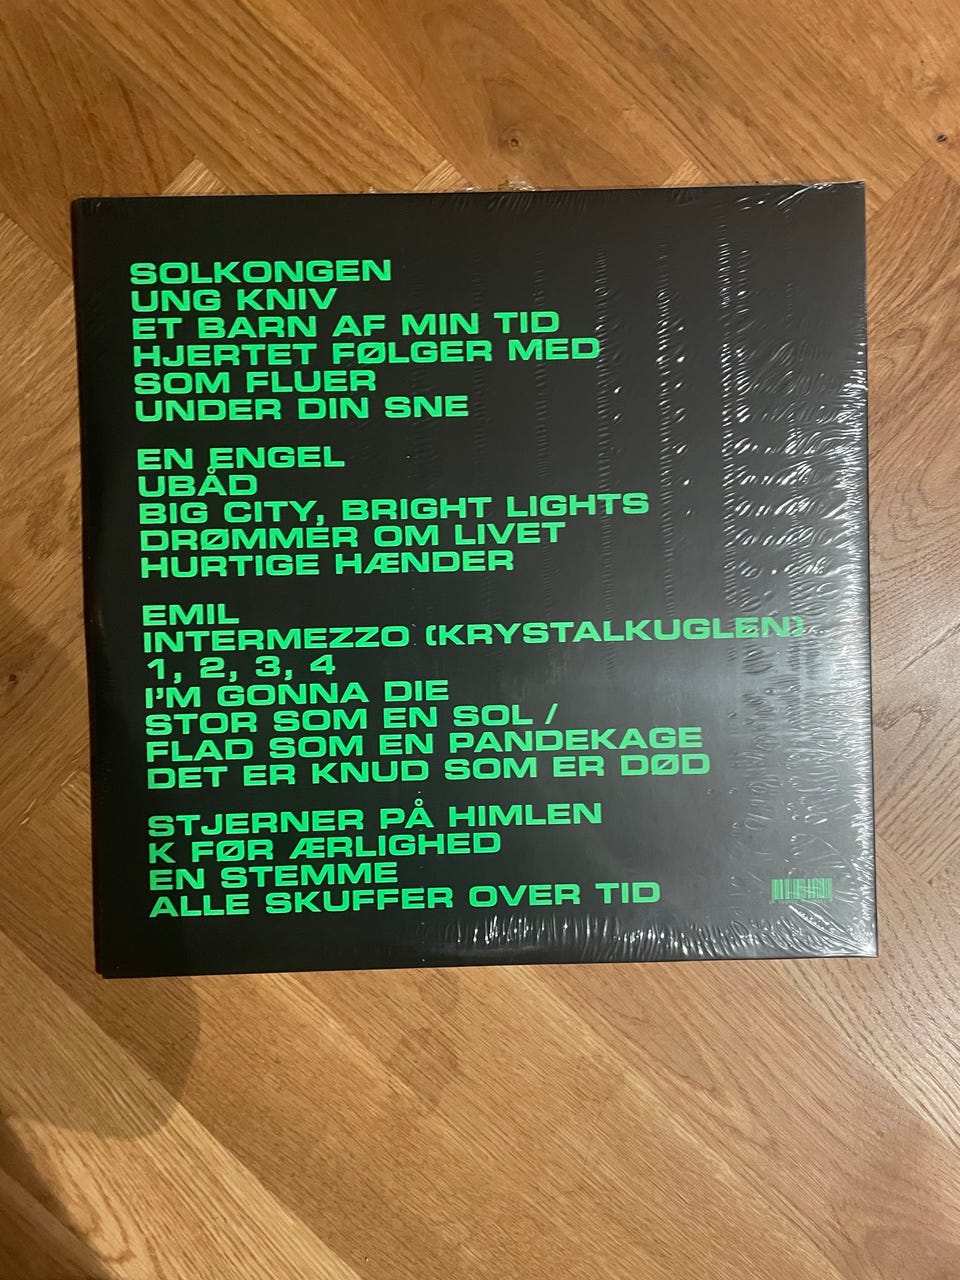 SOLKONGEN
UNG KNIV
ET BARN AF MIN TID
HJERTET FØLGER MED
SOM FLUER
UNDER DIN SNE
EN ENGEL
UBÅD
BIG CITY, BRIGHT LIGHTS
DRØMMER OM LIVET
HURTIGE HÆNDER
EMIL
INTERMEZZO (KRYSTALKUGLEN)
1, 2, 3, 4
I'M GONNA DIE
STOR SOM EN SOL /
FLAD SOM EN PANDEKAGE
DET ER KNUD SOM ER DØD
STJERNER PÅ HIMLEN
K FØR ÆRLIGHED
EN STEMME
ALLE SKUFFER OVER TID